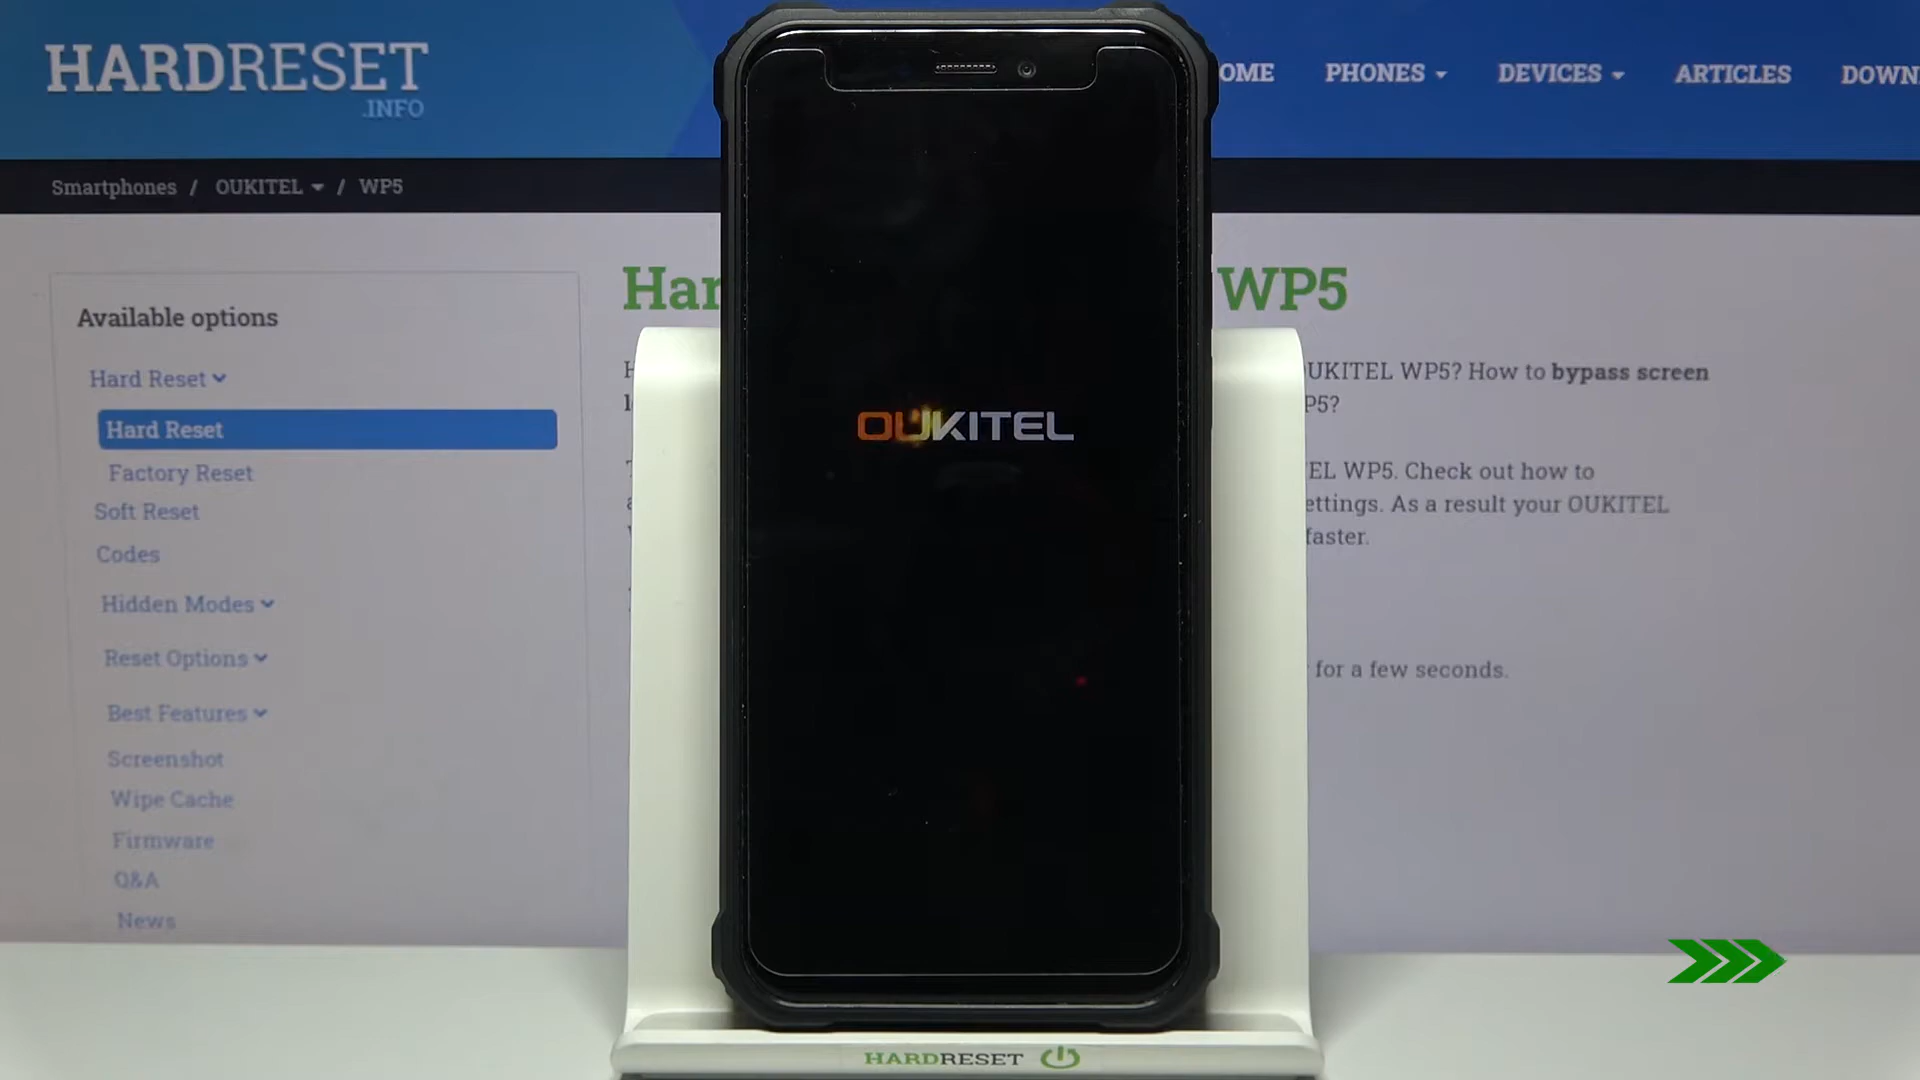 HARDRESET
.INFO
OME PHONES DEVICES ARTICLES DOWN
Smartphones / OUKITEL / WP5
Har WP5
Available options
Hard Reset
Hard Reset
Factory Reset
Soft Reset
Codes
Hidden Modes
Reset Options
Best Features
Screenshot
Wipe Cache
Firmware
Q&A
News
OUKITEL WP5? How to bypass screen
P5?
EL WP5. Check out how to
ettings. As a result your OUKITEL
faster.
for a few seconds.
OUKITEL
HARDRESET